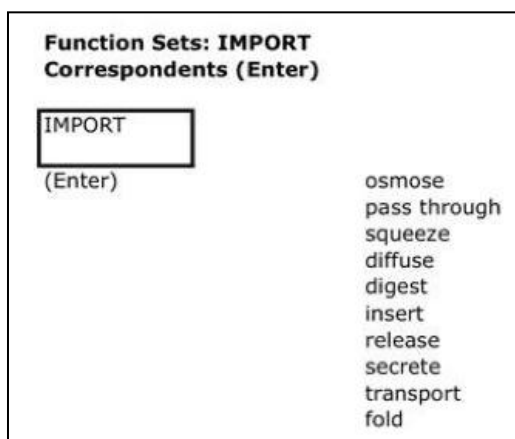 Function Sets: IMPORT
Correspondents (Enter)
IMPORT
(Enter)
osmose
pass through
squeeze
diffuse
digest
insert
release
secrete
transport
fold